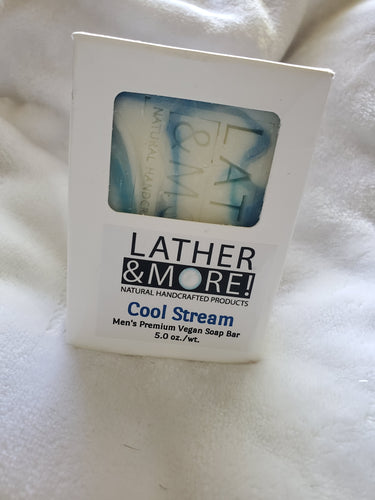 LAT
& M
NATURAL HANDC
LATHER
& MORE!
NATURAL HANDCRAFTED PRODUCTS
Cool Stream
Men's Premium Vegan Soap Bar
5.0 oz./wt.